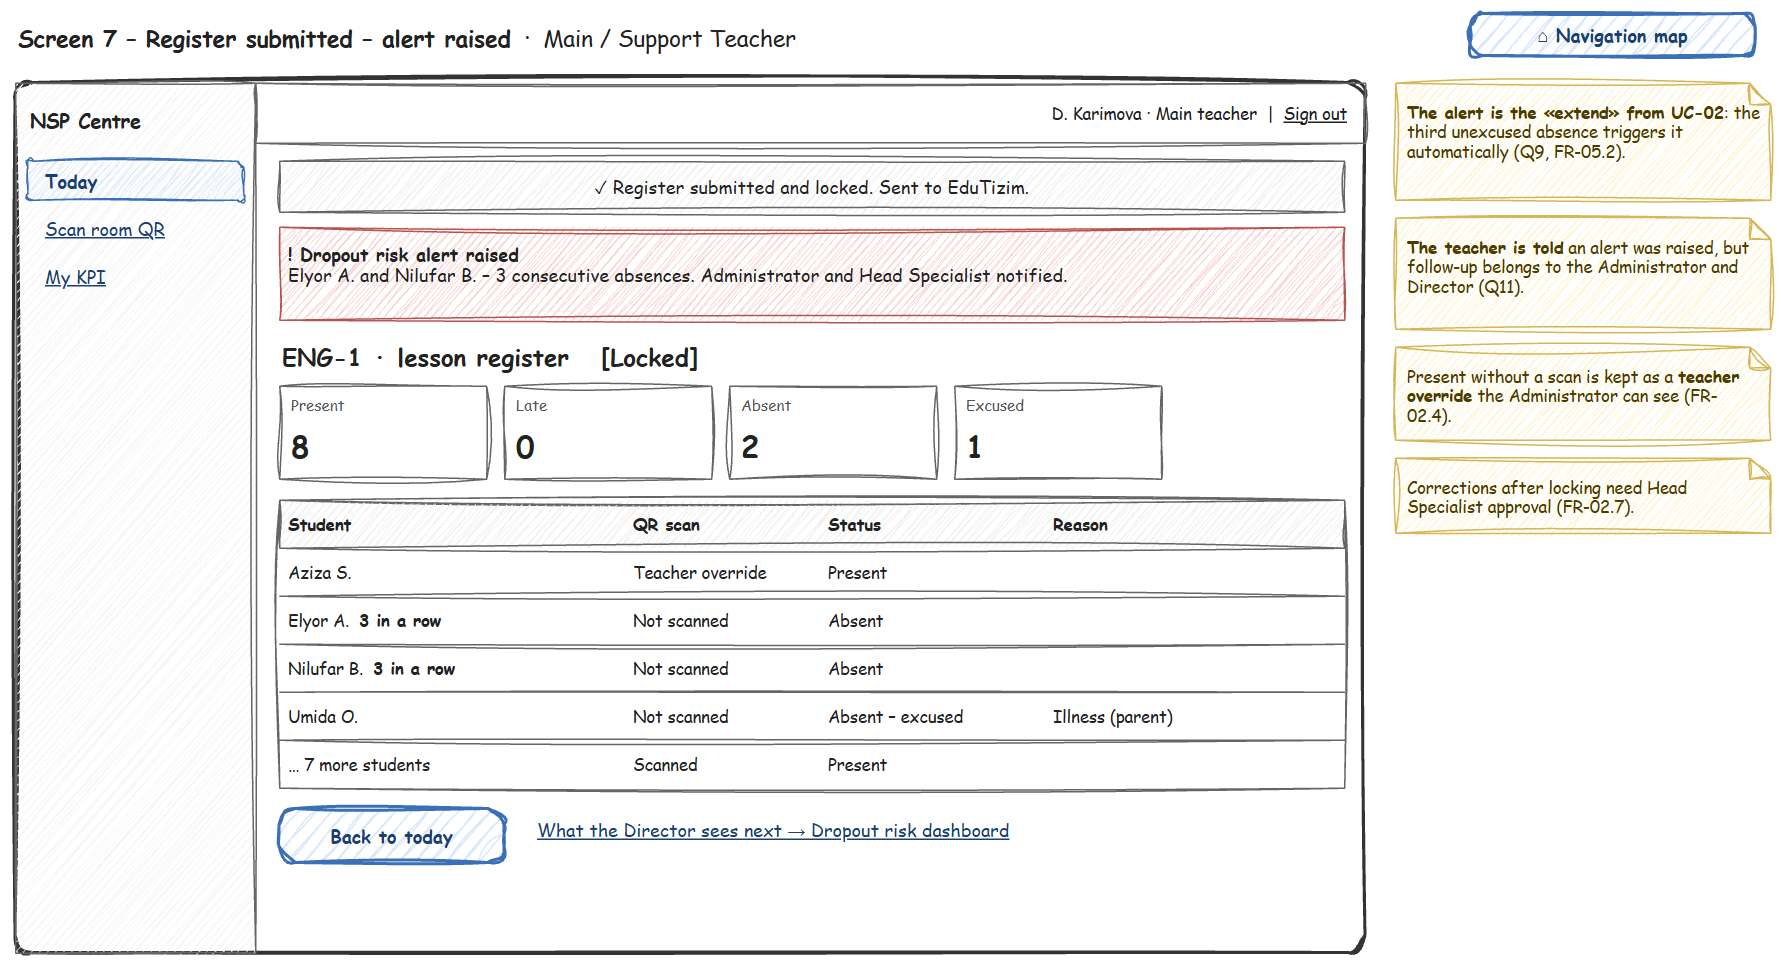 Screen 7 – Register submitted – alert raised · Main / Support Teacher
⌂ Navigation map
NSP Centre
Today
Scan room QR
My KPI
D. Karimova · Main teacher | Sign out
✓ Register submitted and locked. Sent to EduTizim.
! Dropout risk alert raised
Elyor A. and Nilufar B. – 3 consecutive absences. Administrator and Head Specialist notified.
ENG-1 · lesson register [Locked]
Present
8
Late
0
Absent
2
Excused
1
Student QR scan Status Reason
Aziza S. Teacher override Present
Elyor A. 3 in a row Not scanned Absent
Nilufar B. 3 in a row Not scanned Absent
Umida O. Not scanned Absent – excused Illness (parent)
... 7 more students Scanned Present
Back to today
What the Director sees next → Dropout risk dashboard
The alert is the «extend» from UC-02: the
third unexcused absence triggers it
automatically (Q9, FR-05.2).
The teacher is told an alert was raised, but
follow-up belongs to the Administrator and
Director (Q11).
Present without a scan is kept as a teacher
override the Administrator can see (FR-
02.4).
Corrections after locking need Head
Specialist approval (FR-02.7).